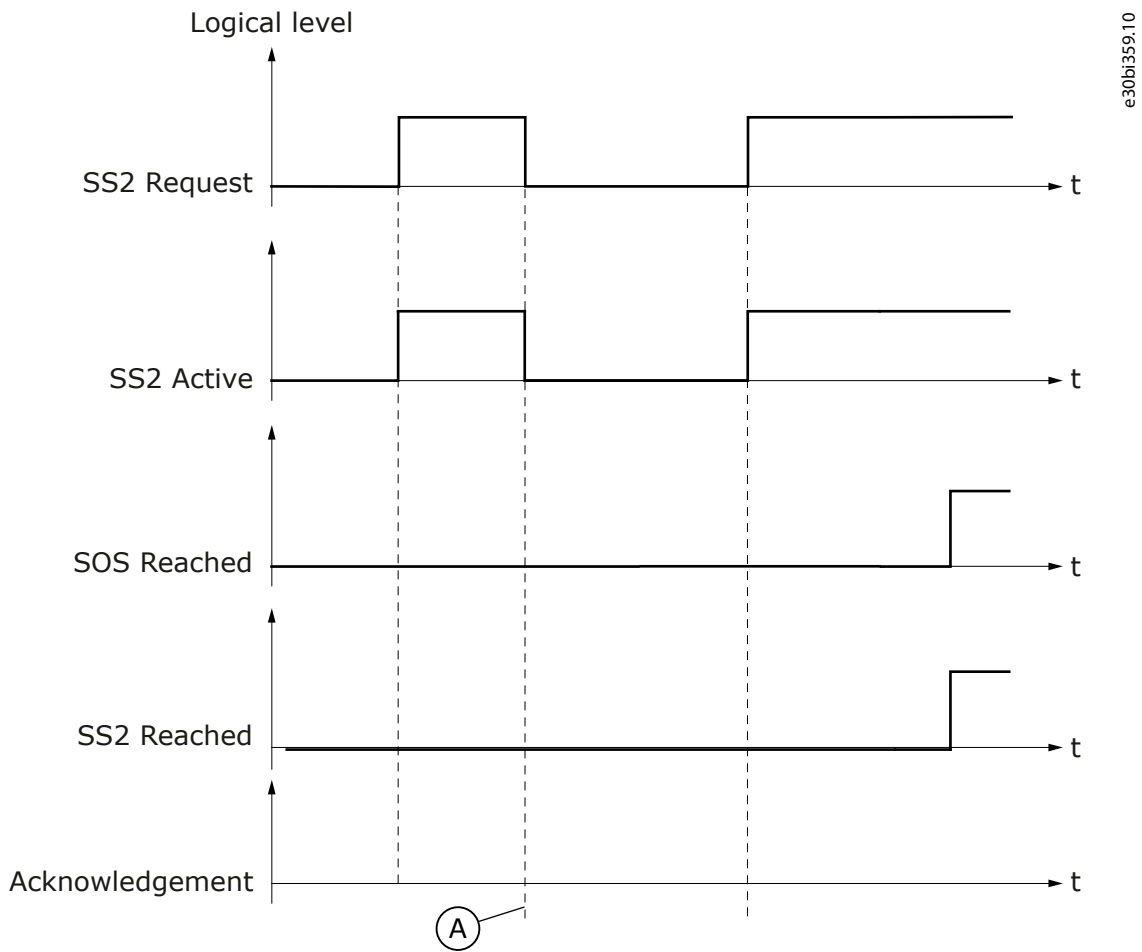 Logical level
e30bi359.10
SS2 Request
t
SS2 Active
t
SOS Reached
t
SS2 Reached
t
Acknowledgement
t
A